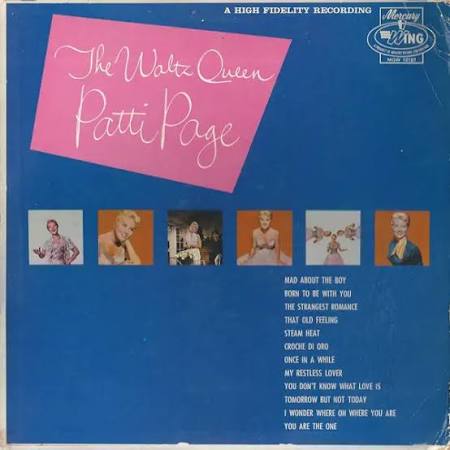 A HIGH FIDELITY RECORDING
Mercury
WING
The Waltz Queen
Patti Page
MAD ABOUT THE BOY
BORN TO BE WITH YOU
THE STRANGEST ROMANCE
THAT OLD FEELING
STEAM HEAT
CROCHE DI ORO
ONCE IN A WHILE
MY RESTLESS LOVER
YOU DON'T KNOW WHAT LOVE IS
TOMORROW BUT NOT TODAY
I WONDER WHERE OH WHERE YOU ARE
YOU ARE THE ONE